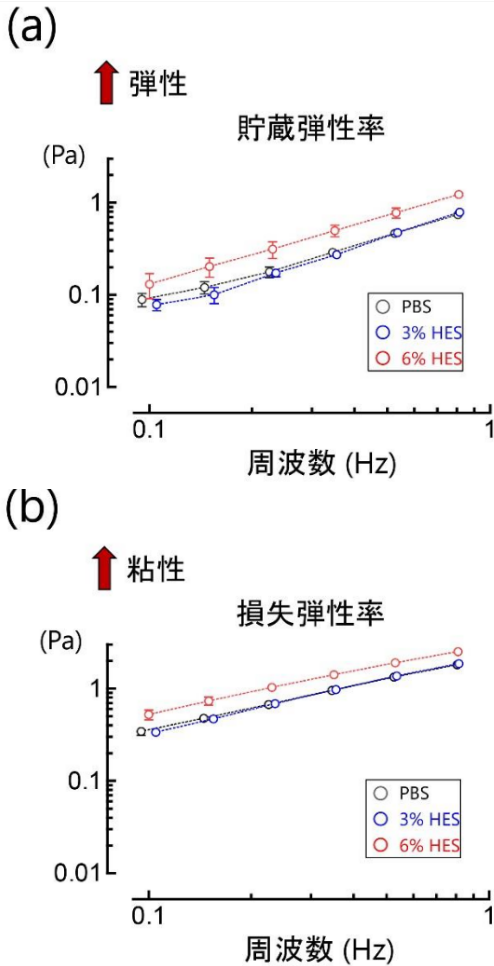 (a)
弾性
貯蔵弾性率
(Pa)
1
0.1
0.01
PBS
3% HES
6% HES
0.1
1
周波数 (Hz)
(b)
粘性
損失弾性率
(Pa)
1
0.1
0.01
PBS
3% HES
6% HES
0.1
1
周波数 (Hz)